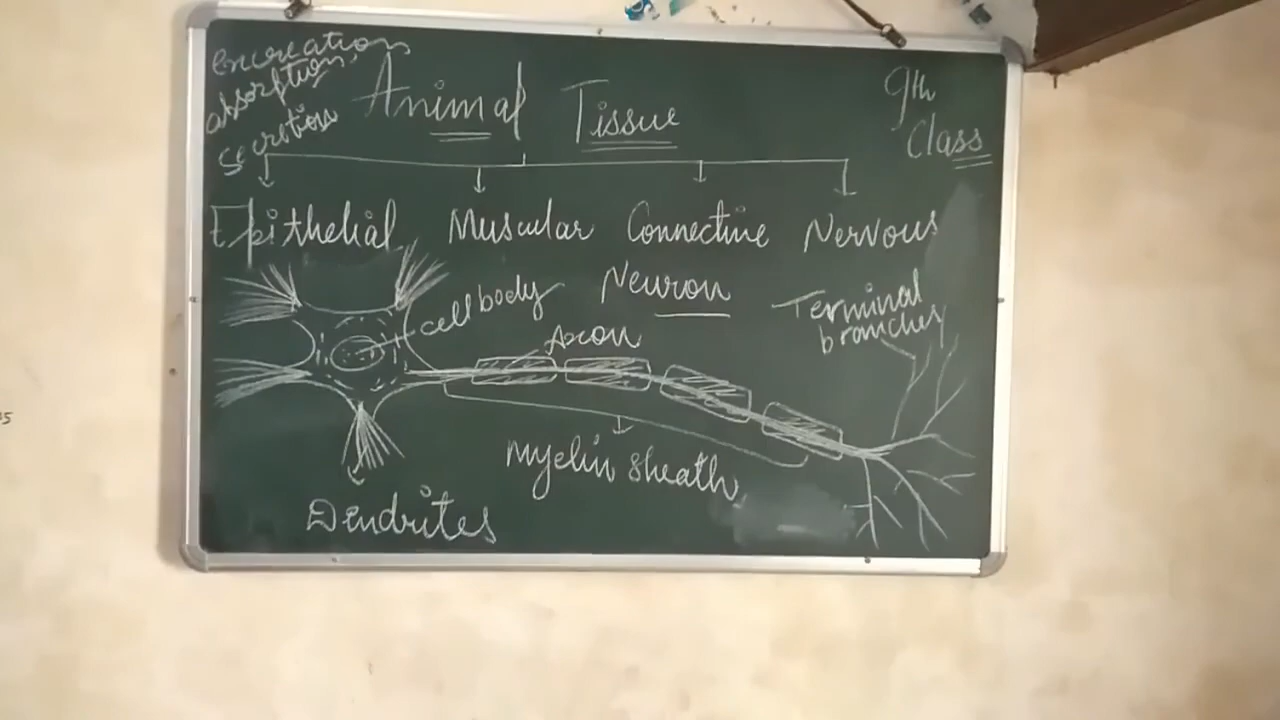 excreation,
absorption,
secretion
Animal Tissue
9th
Class
Epithelial Muscular Connective Nervous
Neuron
cell body
Terminal
branches
Axon
Myelin sheath
Dendrites